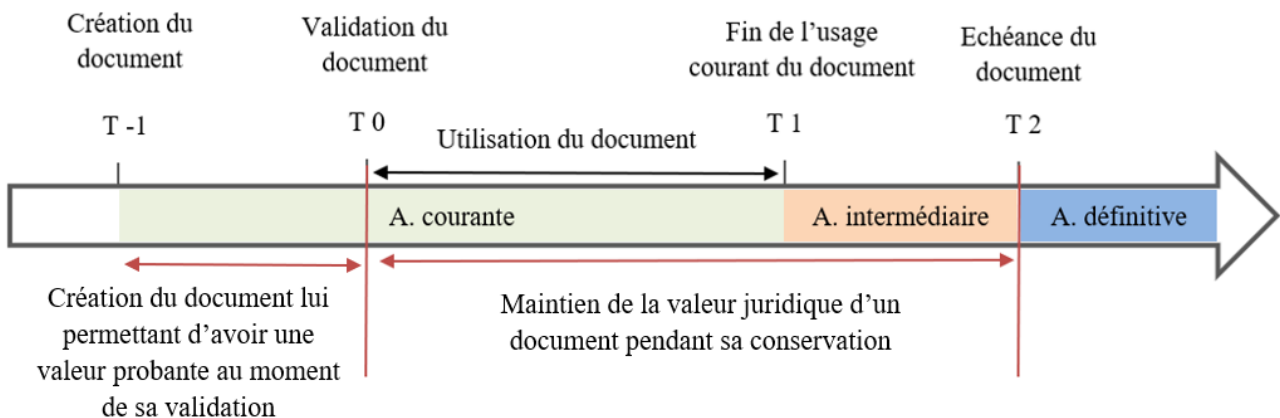 Création du
document
Validation du
document
Fin de l’usage
courant du document
Echéance du
document
T -1
T 0
Utilisation du document
T 1
T 2
A. courante
A. intermédiaire
A. définitive
Création du document lui
permettant d’avoir une
valeur probante au moment
de sa validation
Maintien de la valeur juridique d’un
document pendant sa conservation